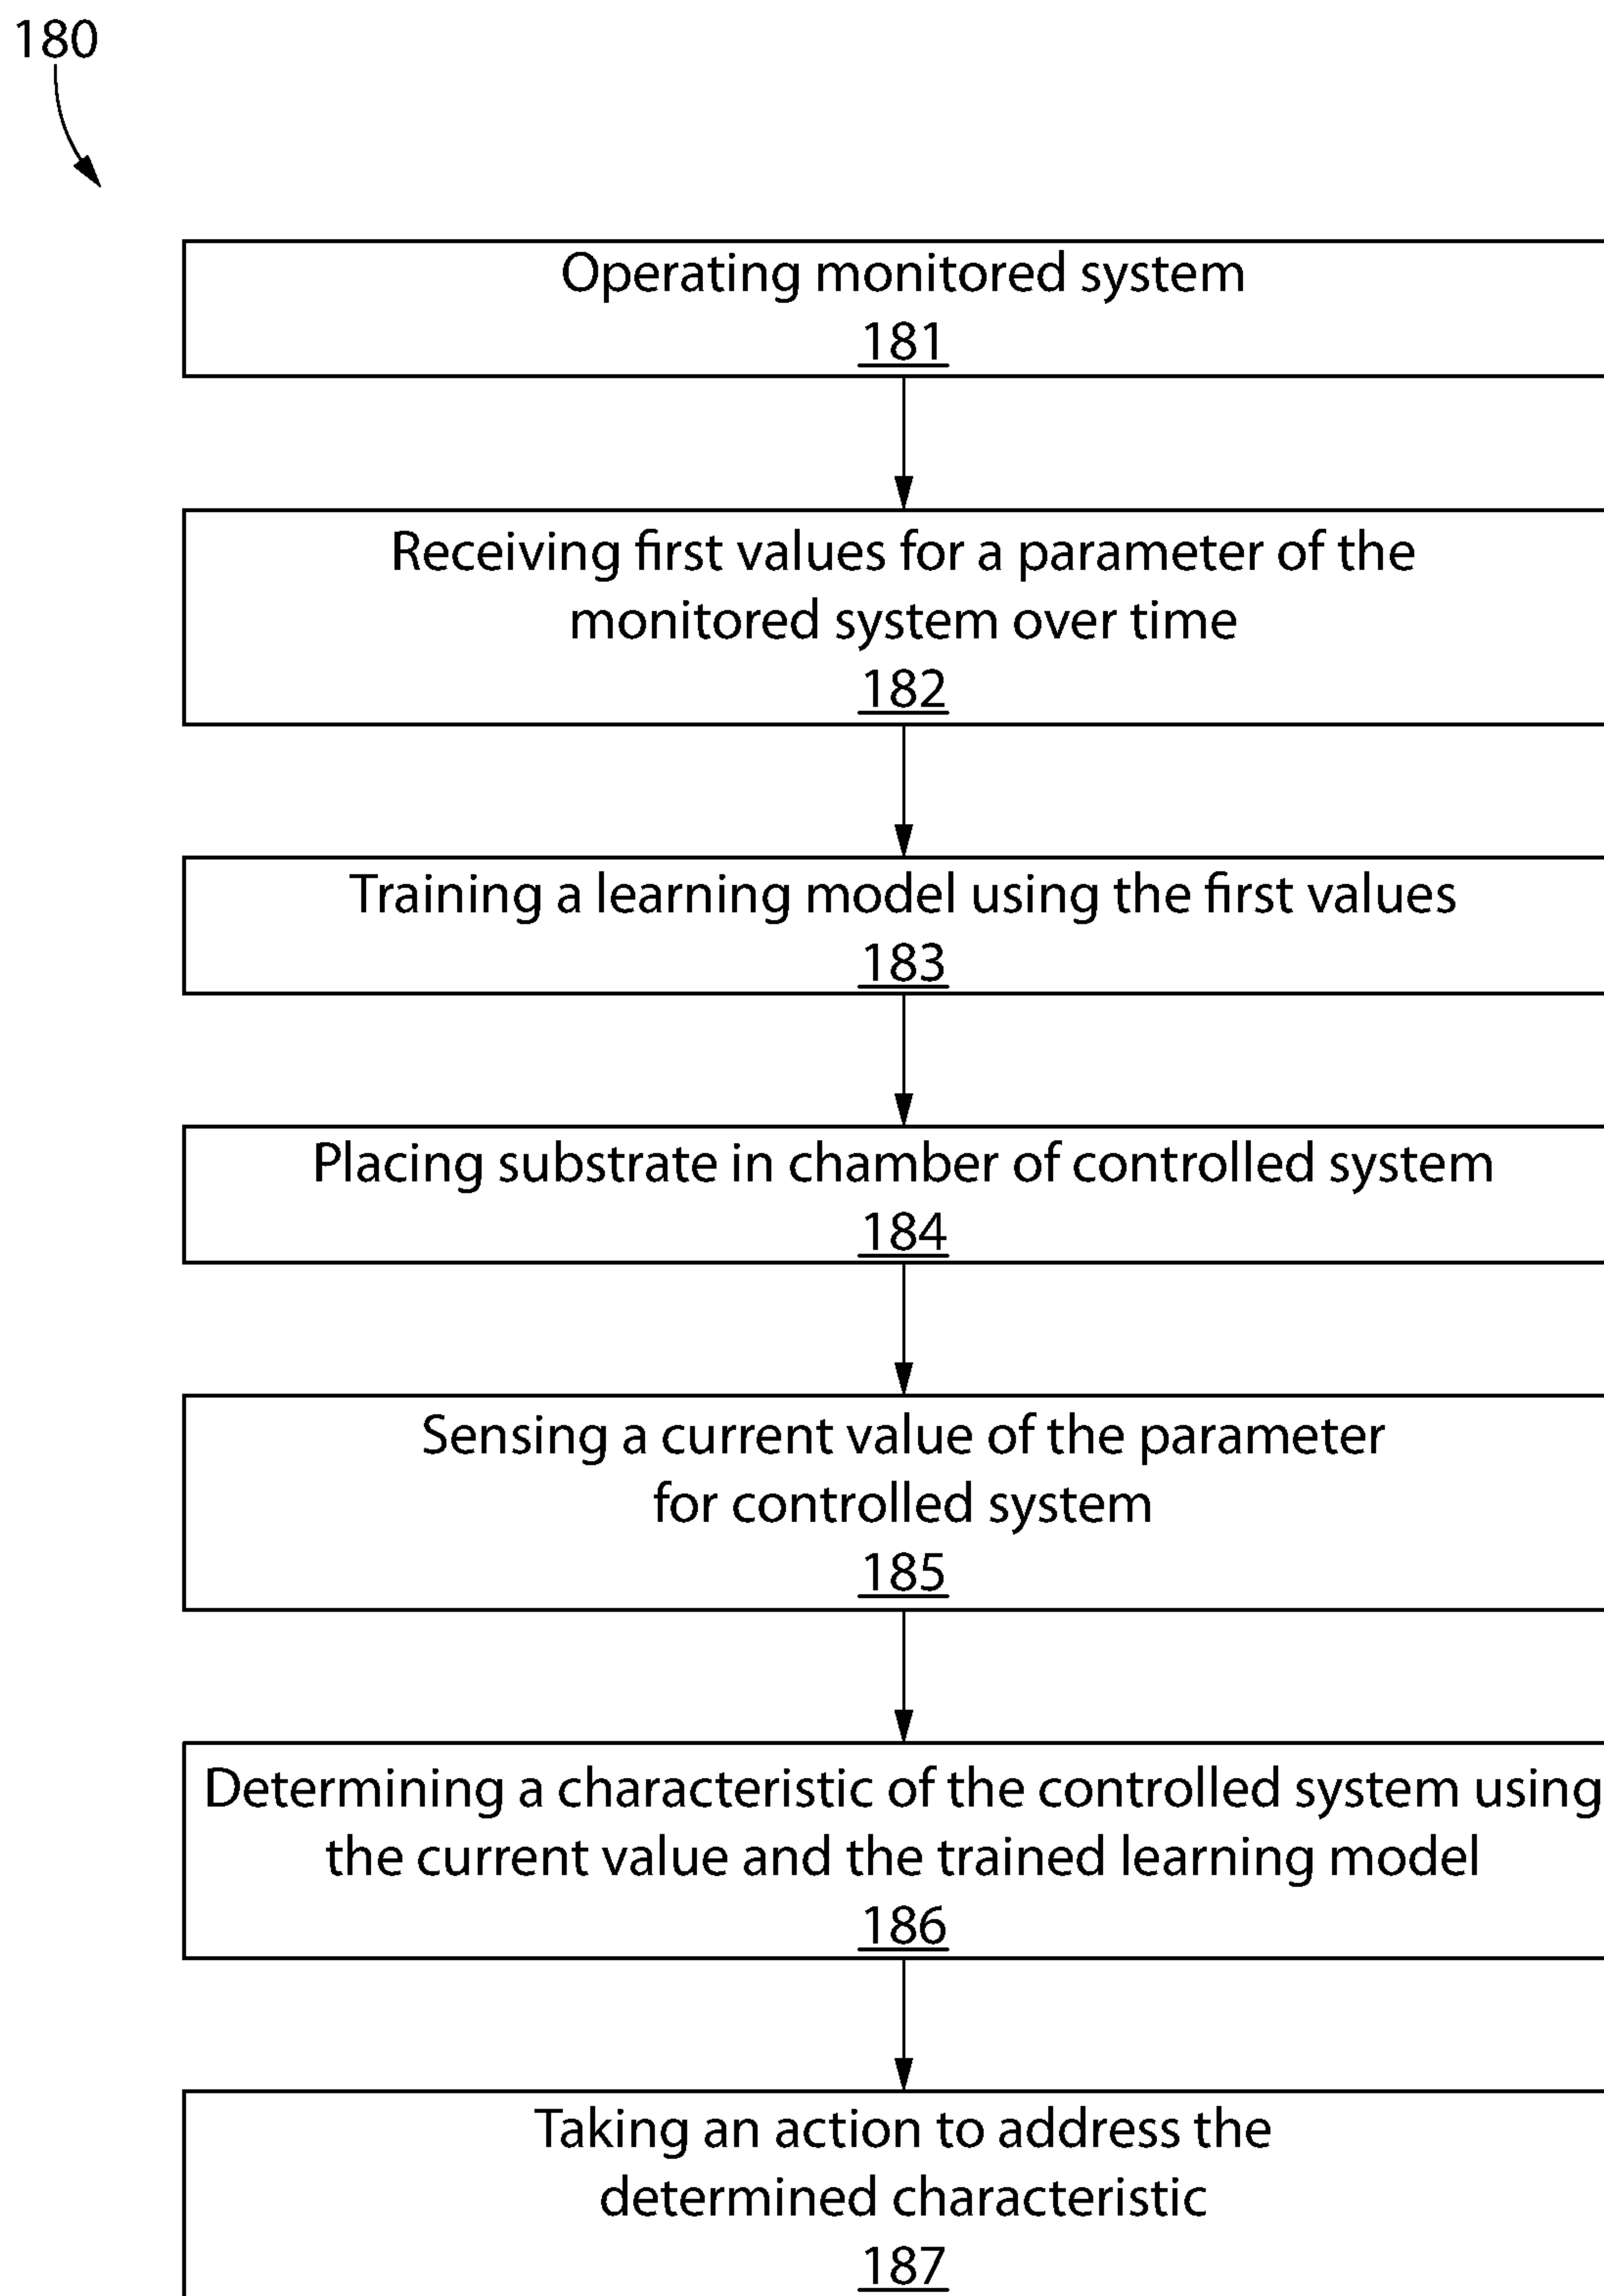 180
Operating monitored system
181
Receiving first values for a parameter of the
monitored system over time
182
Training a learning model using the first values
183
Placing substrate in chamber of controlled system
184
Sensing a current value of the parameter
for controlled system
185
Determining a characteristic of the controlled system using
the current value and the trained learning model
186
Taking an action to address the
determined characteristic
187